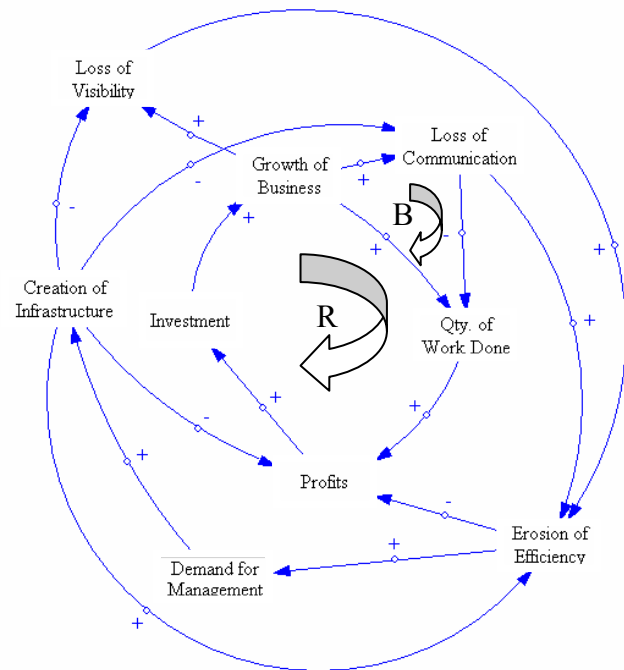 Loss of
Visibility
+
Loss of
Communication
Growth of
Business
+
-
+
-
B
-
+
+
Creation of
Infrastructure
Investment
R
Qty. of
Work Done
+
+
-
+
+
+
Profits
-
Erosion of
Efficiency
+
Demand for
Management
+